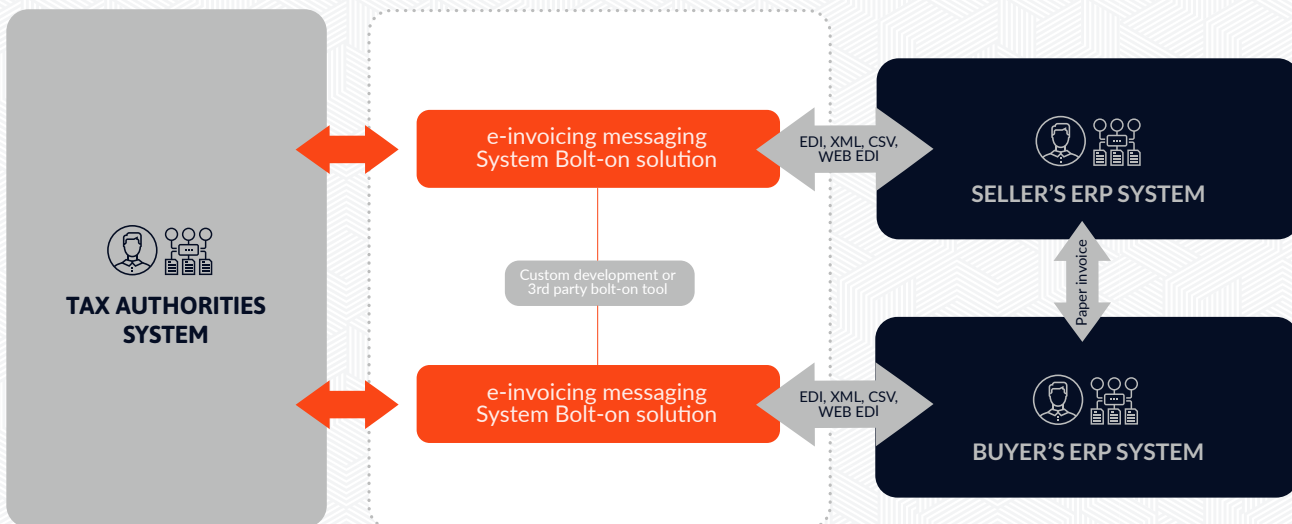 e-invoicing messaging
System Bolt-on solution
EDI, XML, CSV,
WEB EDI
SELLER’S ERP SYSTEM
TAX AUTHORITIES
SYSTEM
Custom development or
3rd party bolt-on tool
Paper invoice
e-invoicing messaging
System Bolt-on solution
EDI, XML, CSV,
WEB EDI
BUYER’S ERP SYSTEM